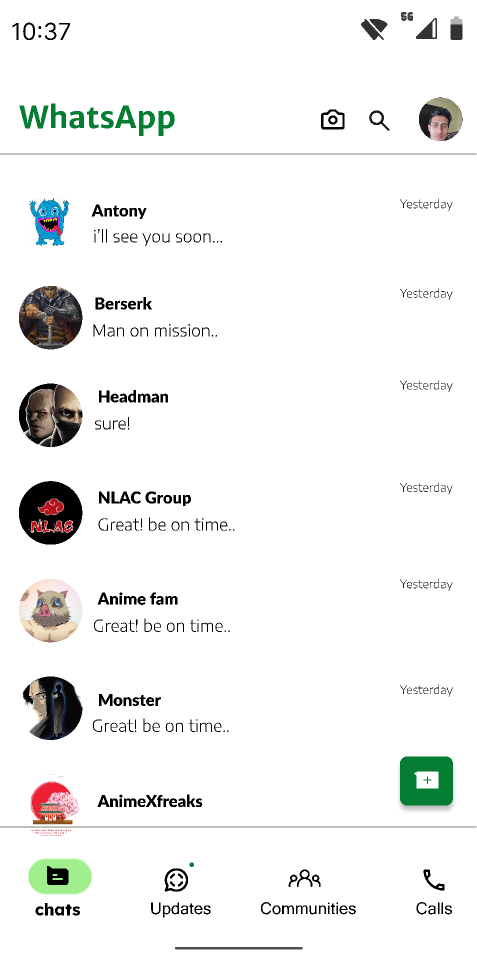 10:37
5G
WhatsApp
Antony
Yesterday
i'll see you soon...
Berserk
Yesterday
Man on mission..
Headman
Yesterday
sure!
NLAC Group
Yesterday
NLAC
Great! be on time..
Anime fam
Yesterday
Great! be on time..
Monster
Yesterday
Great! be on time..
AnimeXfreaks
chats
Updates
Communities
Calls